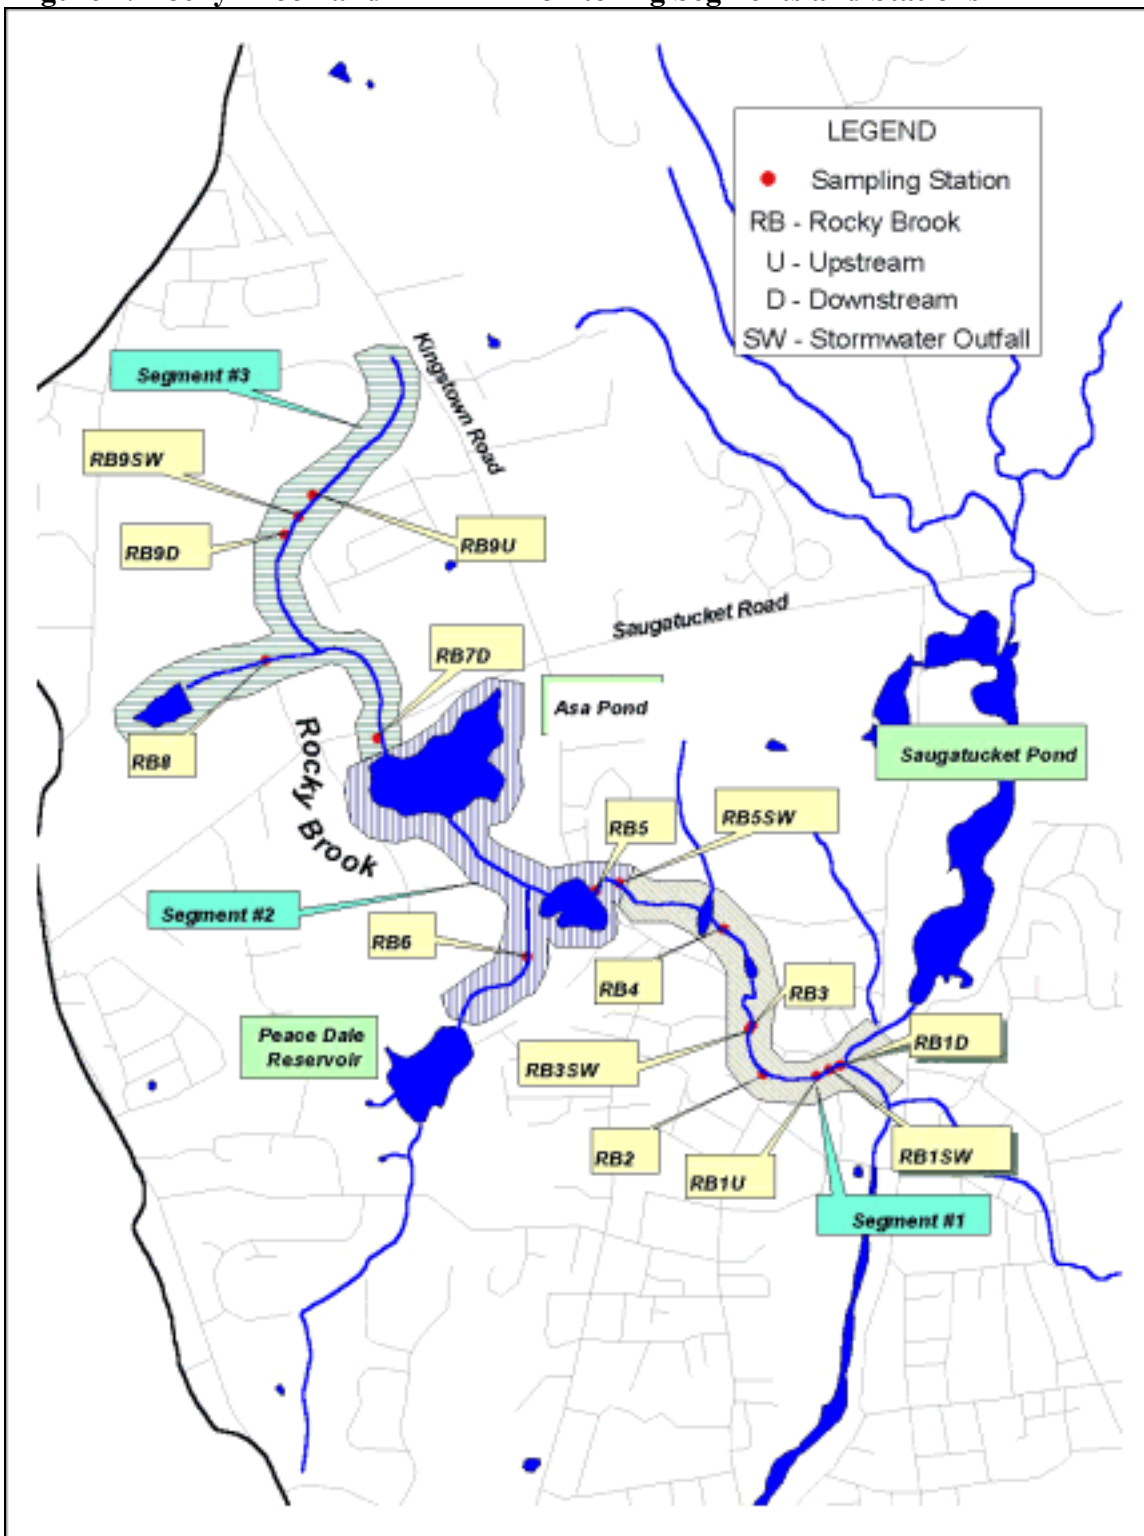 LEGEND
Sampling Station
RB - Rocky Brook
U - Upstream
D - Downstream
SW - Stormwater Outfall
Kingstown Road
Segment #3
RB9SW
RB9D
RB9U
Saugatucket Road
RB7D
Asa Pond
RB8
Rocky Brook
Saugatucket Pond
RB5
RB5SW
Segment #2
RB6
RB4
RB3
Peace Dale
Reservoir
RB3SW
RB1D
RB2
RB1U
RB1SW
Segment #1